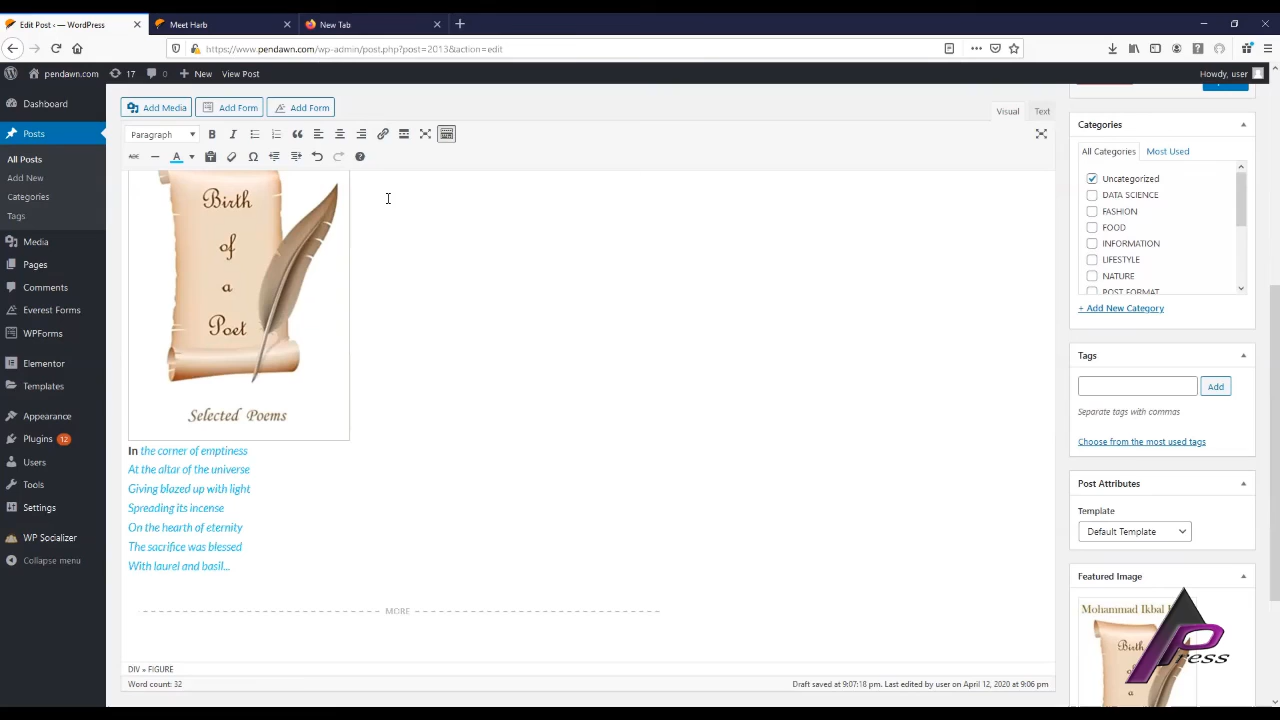 Edit Post ‹ — WordPress
Meet Harb
New Tab
https://www.pendawn.com/wp-admin/post.php?post=2013&action=edit
pendawn.com
17
0
New
View Post
Howdy, user
Dashboard
Posts
All Posts
Add New
Categories
Tags
Media
Pages
Comments
Everest Forms
WPForms
Elementor
Templates
Appearance
Plugins 12
Users
Tools
Settings
WP Socializer
Collapse menu
Add Media
Add Form
Add Form
Visual
Text
Paragraph
Birth
of
a
Poet
Selected Poems
In the corner of emptiness
At the altar of the universe
Giving blazed up with light
Spreading its incense
On the hearth of eternity
The sacrifice was blessed
With laurel and basil...
MORE
DIV » FIGURE
Word count: 32
Draft saved at 9:07:18 pm. Last edited by user on April 12, 2020 at 9:06 pm
Categories
All Categories
Most Used
Uncategorized
DATA SCIENCE
FASHION
FOOD
INFORMATION
LIFESTYLE
NATURE
POST FORMAT
+ Add New Category
Tags
Add
Separate tags with commas
Choose from the most used tags
Post Attributes
Template
Default Template
Featured Image
Mohammad Ikbal
Birth
of
a
Press